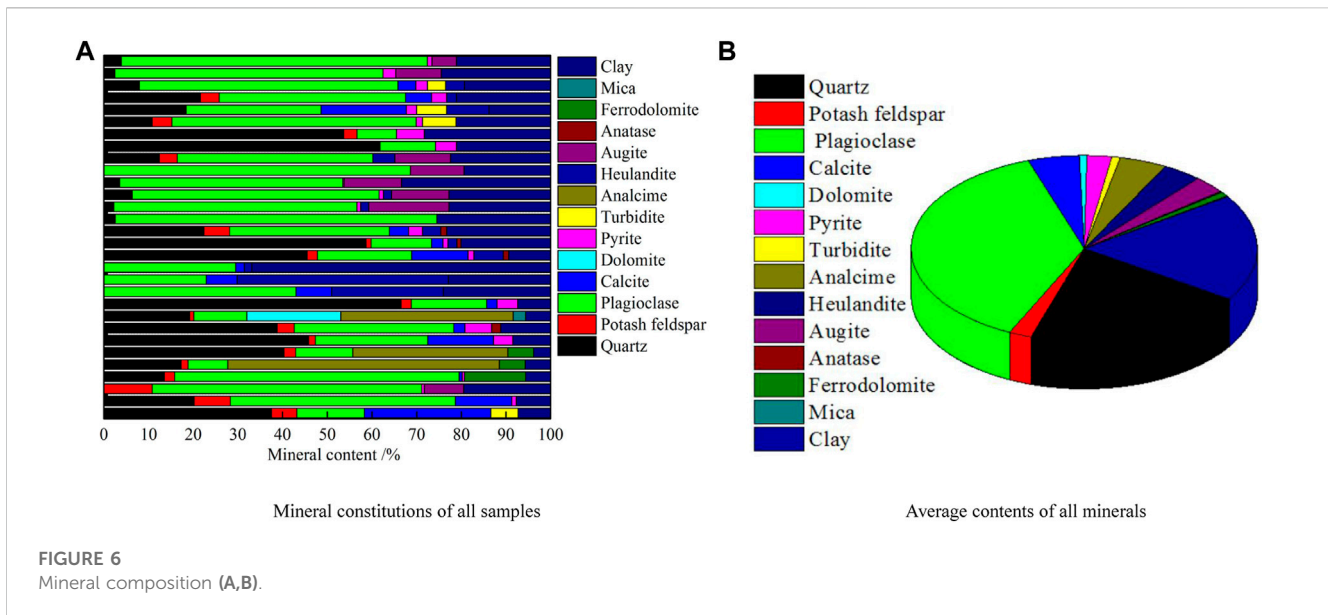 A
Clay
Mica
Ferrodolomite
Anatase
Augite
Heulandite
Analcime
Turbidite
Pyrite
Dolomite
Calcite
Plagioclase
Potash feldspar
Quartz
0 10 20 30 40 50 60 70 80 90 100
Mineral content /%
Mineral constitutions of all samples
B
Quartz
Potash feldspar
Plagioclase
Calcite
Dolomite
Pyrite
Turbidite
Analcime
Heulandite
Augite
Anatase
Ferrodolomite
Mica
Clay
Average contents of all minerals
FIGURE 6
Mineral composition (A,B).